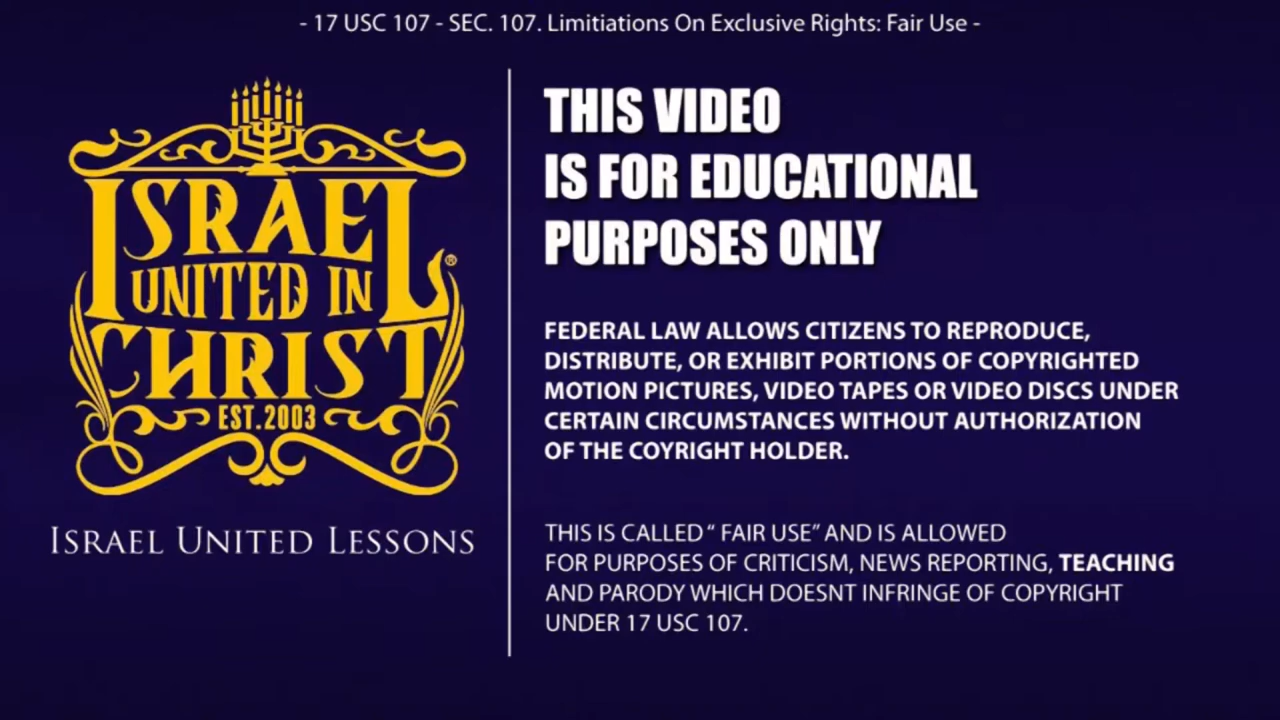 - 17 USC 107 - SEC. 107. Limitiations On Exclusive Rights: Fair Use -
ISRAEL
UNITED IN
CHRIST
®
EST.2003
ISRAEL UNITED LESSONS
THIS VIDEO
IS FOR EDUCATIONAL
PURPOSES ONLY
FEDERAL LAW ALLOWS CITIZENS TO REPRODUCE,
DISTRIBUTE, OR EXHIBIT PORTIONS OF COPYRIGHTED
MOTION PICTURES, VIDEO TAPES OR VIDEO DISCS UNDER
CERTAIN CIRCUMSTANCES WITHOUT AUTHORIZATION
OF THE COYRIGHT HOLDER.
THIS IS CALLED “ FAIR USE” AND IS ALLOWED
FOR PURPOSES OF CRITICISM, NEWS REPORTING, TEACHING
AND PARODY WHICH DOESNT INFRINGE OF COPYRIGHT
UNDER 17 USC 107.